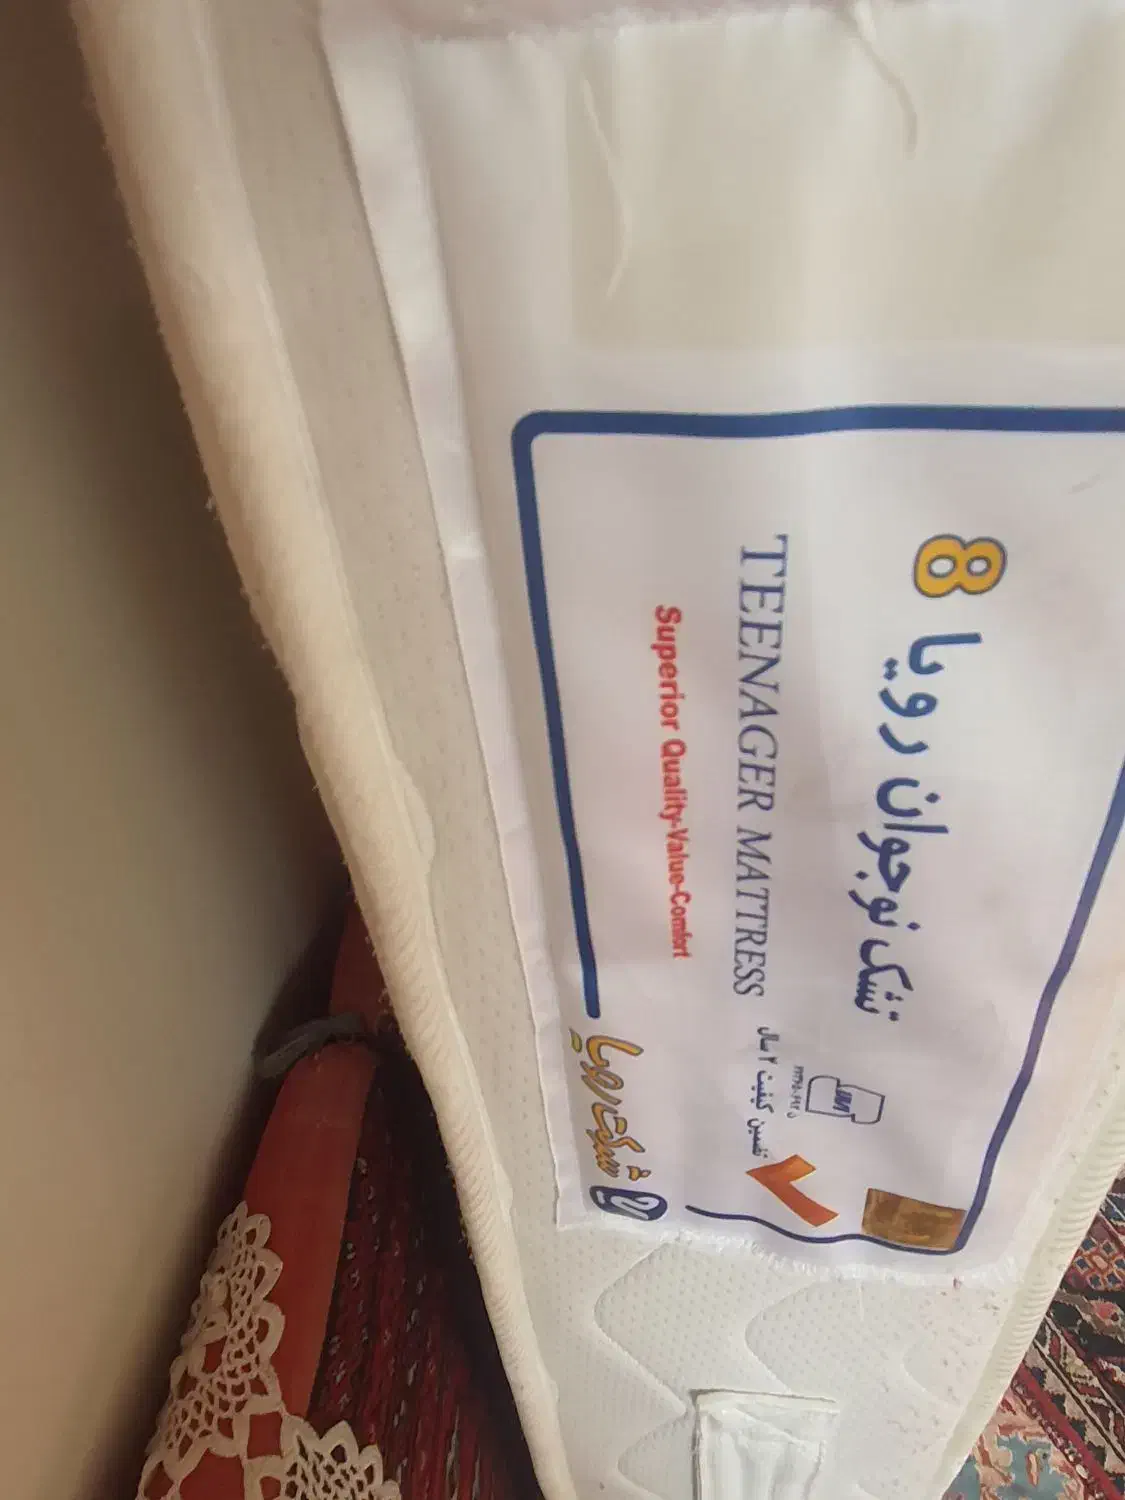 تشک نوجوان رویا 8
TEENAGER MATTRESS
Superior Quality-Value-Comfort
تضمین کیفیت ۲ سال
تشک رویا